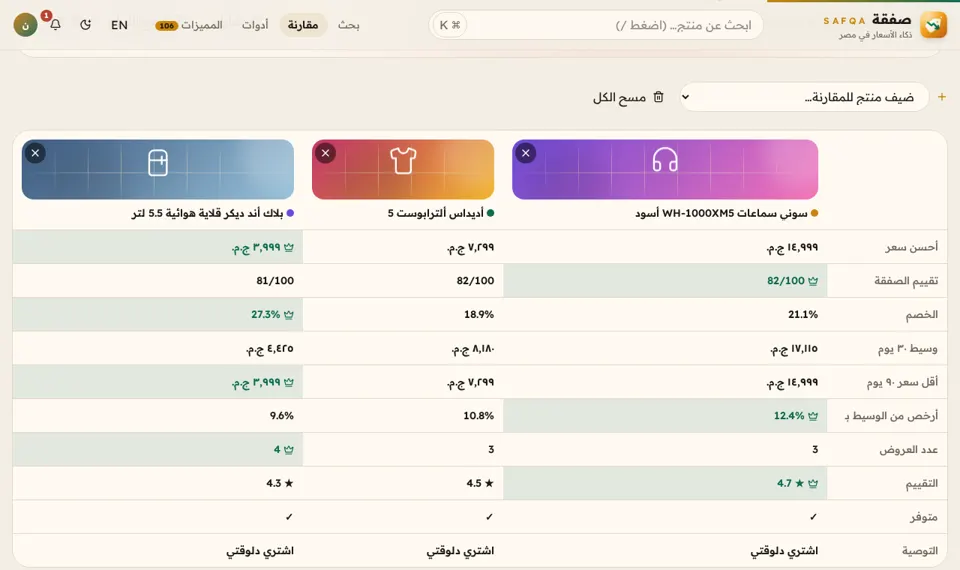 صفقة SAFQA
ذكاء الأسعار في مصر
ابحث عن منتج... (اضغط /)
⌘ K
بحث
مقارنة
أدوات
المميزات 106
EN
1
ن
+ ضيف منتج للمقارنة...
مسح الكل
سوني سماعات WH-1000XM5 أسود
أديداس ألترابوست 5
بلاك أند ديكر قلاية هوائية 5.5 لتر
أحسن سعر ١٤,٩٩٩ ج.م. ٧,٢٩٩ ج.م. ٣,٩٩٩ ج.م.
تقييم الصفقة 82/100 82/100 81/100
الخصم 21.1% 18.9% 27.3%
وسيط ٣٠ يوم ١٧,١١٥ ج.م. ٨,١٨٠ ج.م. ٤,٤٢٥ ج.م.
أقل سعر ٩٠ يوم ١٤,٩٩٩ ج.م. ٧,٢٩٩ ج.م. ٣,٩٩٩ ج.م.
أرخص من الوسيط بـ 12.4% 10.8% 9.6%
عدد العروض 3 3 4
التقييم ★ 4.7 ★ 4.5 ★ 4.3
متوفر ✓ ✓ ✓
التوصية اشتري دلوقتي اشتري دلوقتي اشتري دلوقتي